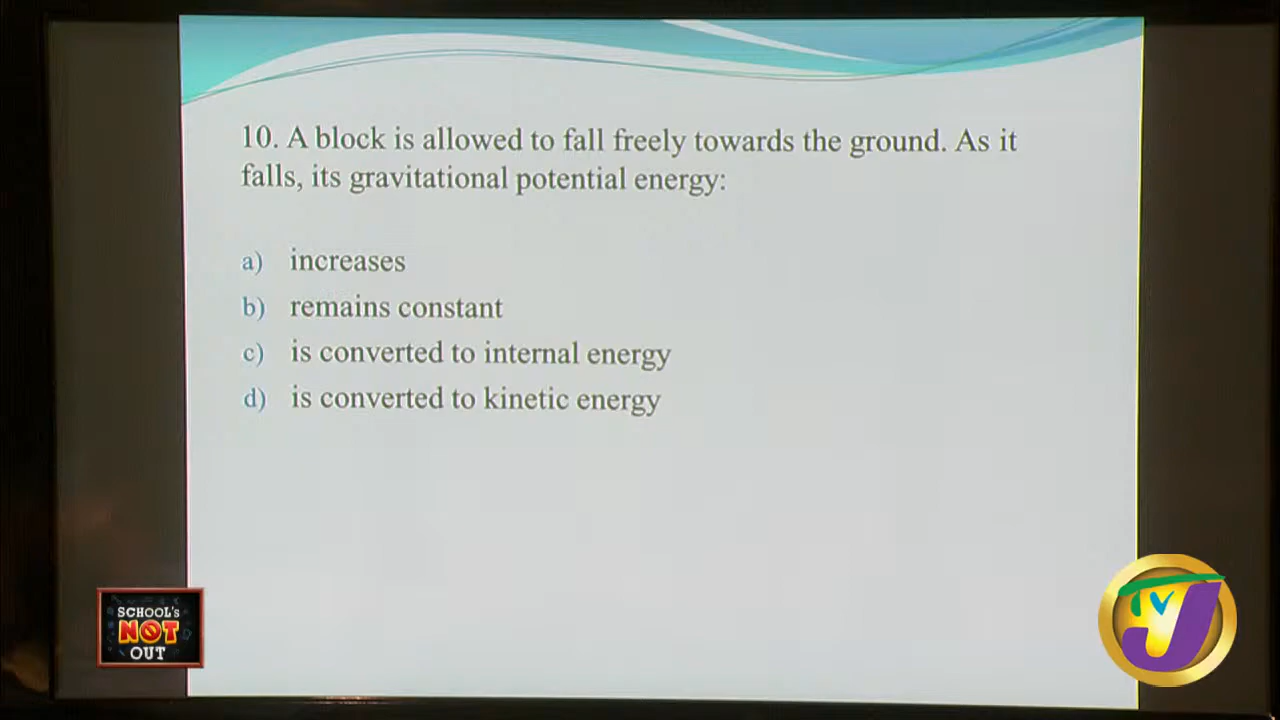 10. A block is allowed to fall freely towards the ground. As it
falls, its gravitational potential energy:
a) increases
b) remains constant
c) is converted to internal energy
d) is converted to kinetic energy
SCHOOL's
NOT
OUT
TVJ